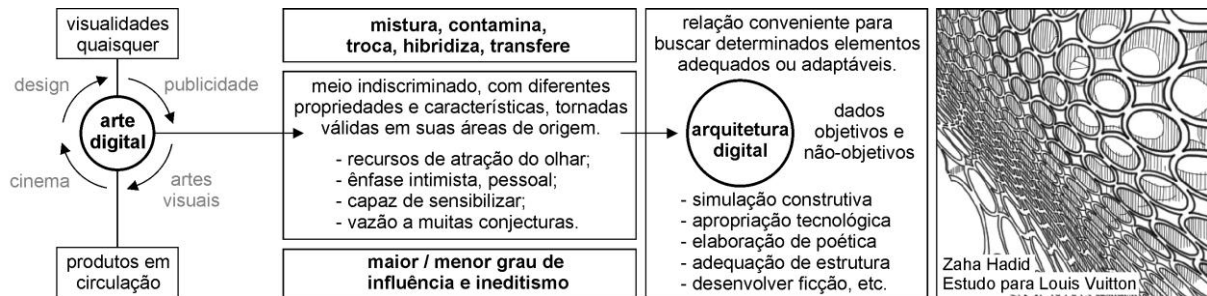 visualidades
quaisquer
design
publicidade
arte
digital
cinema
artes
visuais
produtos em
circulação
mistura, contamina,
troca, hibridiza, transfere
meio indiscriminado, com diferentes
propriedades e características, tornadas
válidas em suas áreas de origem.
- recursos de atração do olhar;
- ênfase intimista, pessoal;
- capaz de sensibilizar;
- vazão a muitas conjecturas.
maior / menor grau de
influência e ineditismo
relação conveniente para
buscar determinados elementos
adequados ou adaptáveis.
arquitetura
digital
dados
objetivos e
não-objetivos
- simulação construtiva
- apropriação tecnológica
- elaboração de poética
- adequação de estrutura
- desenvolver ficção, etc.
Zaha Hadid
Estudo para Louis Vuitton